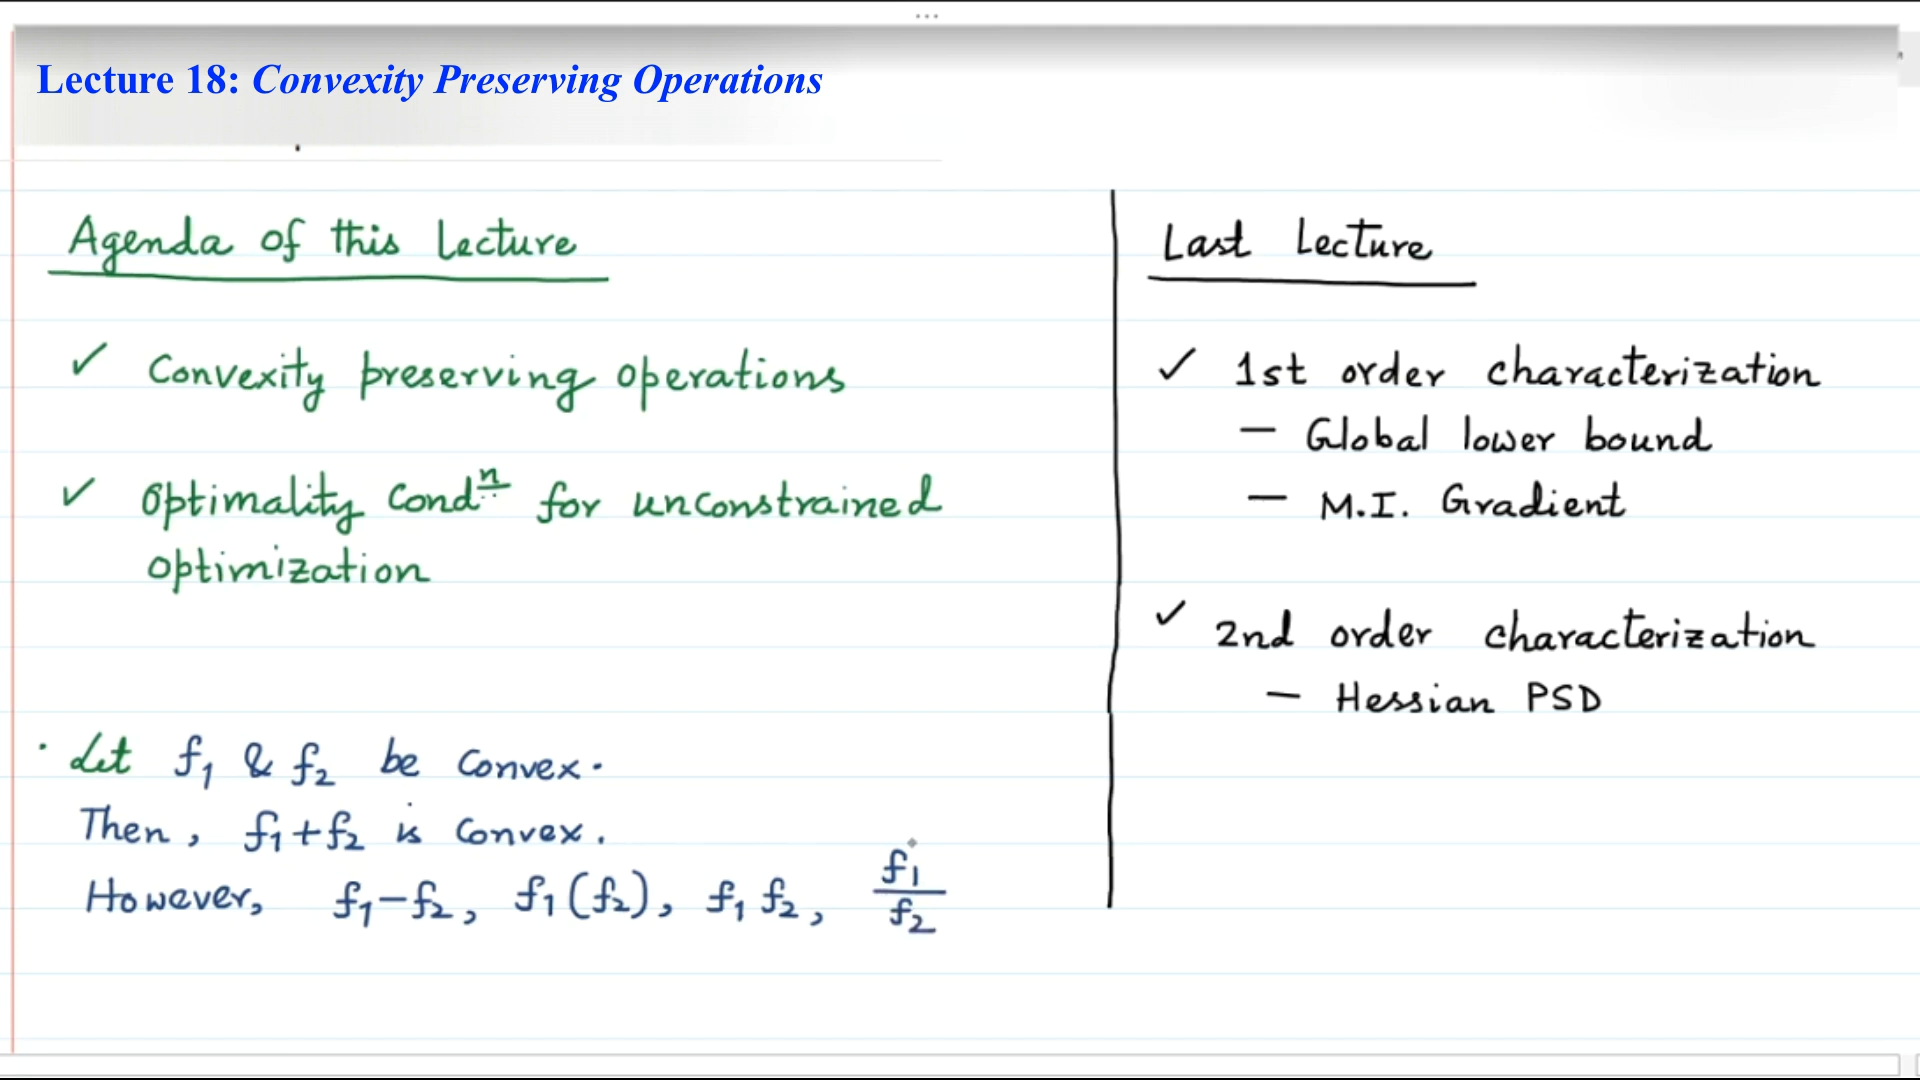 Lecture 18: Convexity Preserving Operations
Agenda of this Lecture
✓ Convexity preserving operations
✓ Optimality Condⁿ for unconstrained
optimization
· Let f₁ & f₂ be convex.
Then, f₁+f₂ is convex.
However, f₁-f₂, f₁(f₂), f₁ f₂, f₁/f₂
Last Lecture
✓ 1st order characterization
— Global lower bound
— M.I. Gradient
✓ 2nd order characterization
— Hessian PSD